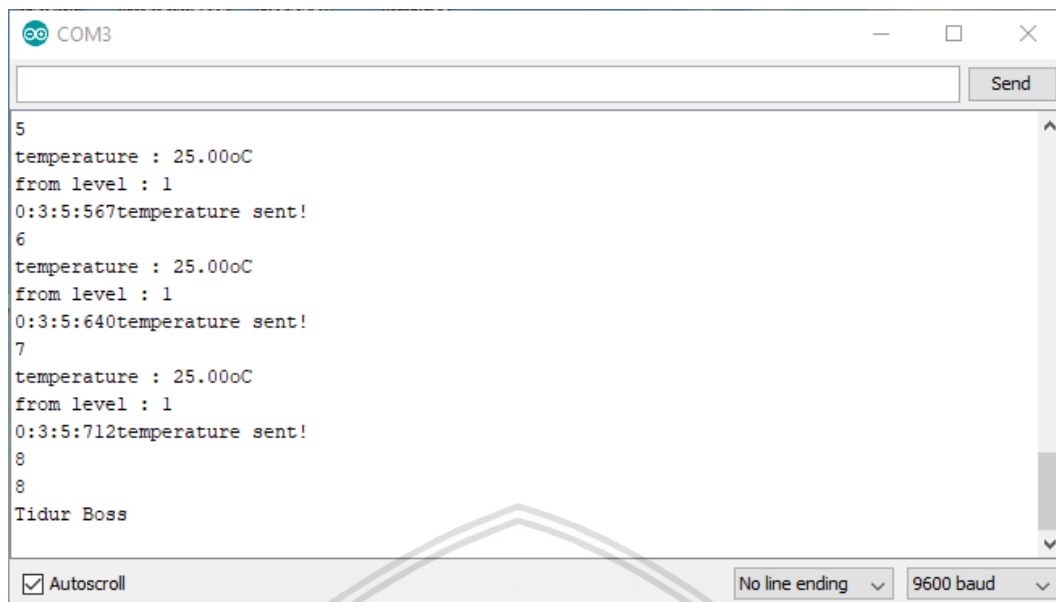 COM3
Send
5
temperature : 25.00oC
from level : 1
0:3:5:567temperature sent!
6
temperature : 25.00oC
from level : 1
0:3:5:640temperature sent!
7
temperature : 25.00oC
from level : 1
0:3:5:712temperature sent!
8
8
Tidur Boss
Autoscroll No line ending 9600 baud